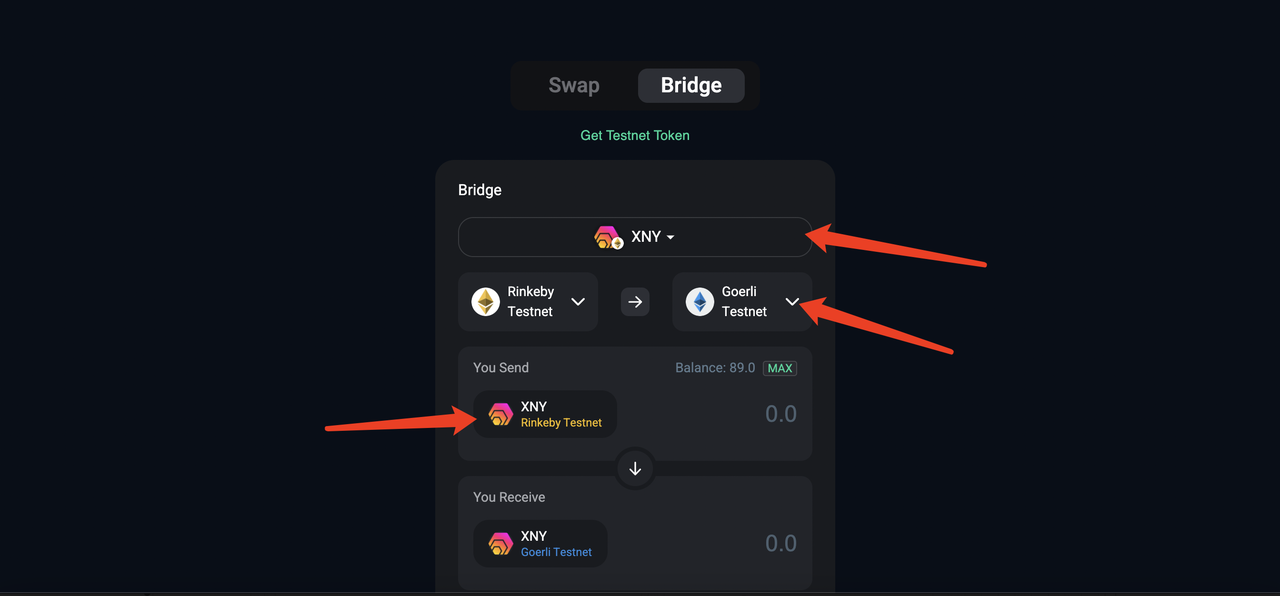 Swap Bridge
Get Testnet Token
Bridge
XNY
Rinkeby Testnet
Goerli Testnet
You Send Balance: 89.0 MAX
XNY
Rinkeby Testnet
0.0
You Receive
XNY
Goerli Testnet
0.0